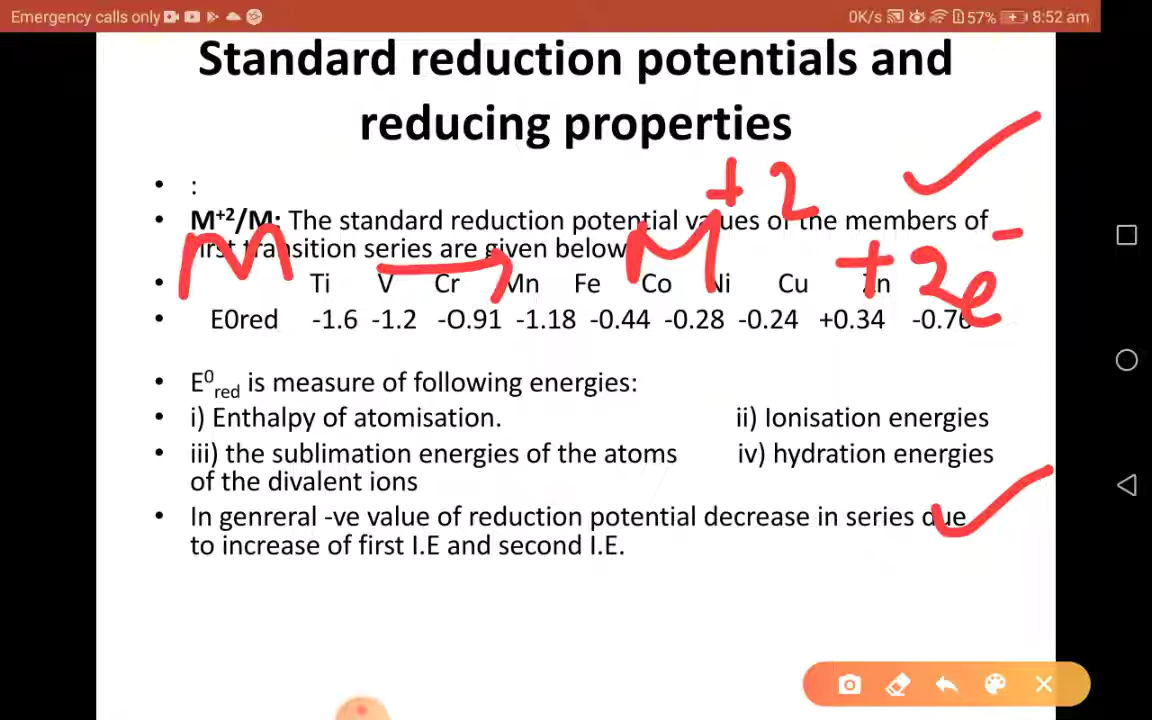 Emergency calls only 0K/s 57% 8:52 am
Standard reduction potentials and
reducing properties
• :
• M+2/M: The standard reduction potential values of the members of
first transition series are given below
• Ti V Cr Mn Fe Co Ni Cu Zn
• E0red -1.6 -1.2 -O.91 -1.18 -0.44 -0.28 -0.24 +0.34 -0.76
M → M+2 + 2e-
• E0red is measure of following energies:
• i) Enthalpy of atomisation. ii) Ionisation energies
• iii) the sublimation energies of the atoms iv) hydration energies
of the divalent ions
• In genreral -ve value of reduction potential decrease in series due
to increase of first I.E and second I.E.